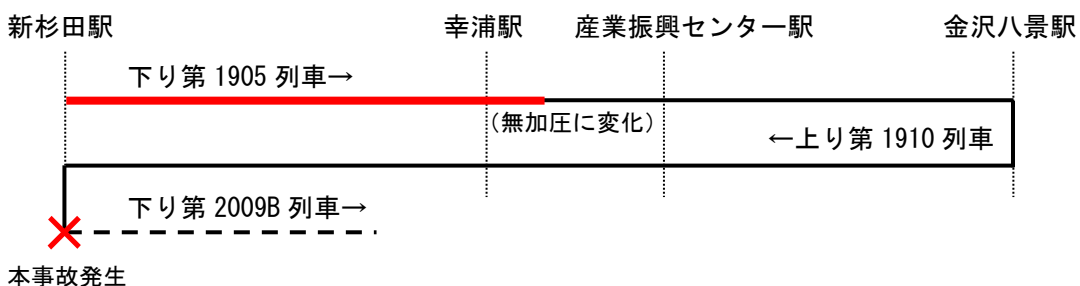 新杉田駅 幸浦駅 産業振興センター駅 金沢八景駅
下り第 1905 列車→
(無加圧に変化)
←上り第 1910 列車
下り第 2009B 列車→
本事故発生